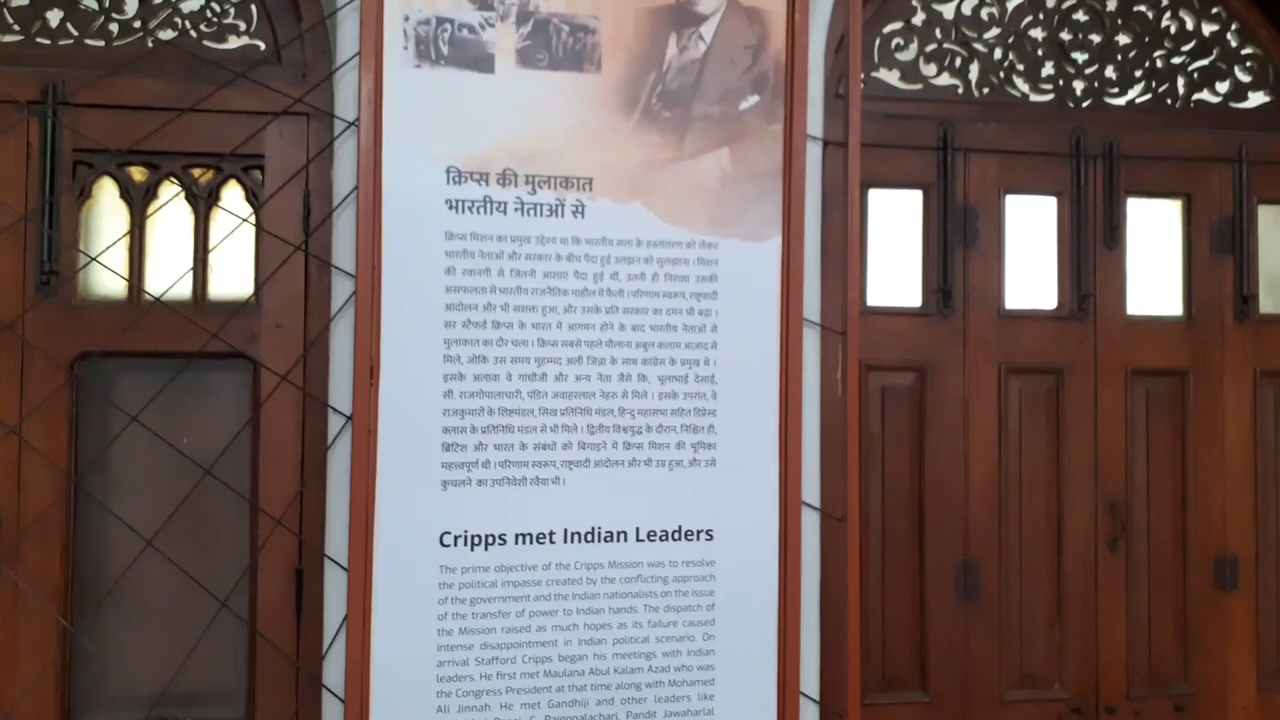 क्रिप्स की मुलाकात
भारतीय नेताओं से
क्रिप्स मिशन का प्रमुख उद्देश्य था कि भारतीय सत्ता के हस्तांतरण को लेकर
भारतीय नेताओं और सरकार के बीच पैदा हुई उलझन को सुलझाना । मिशन
की रवानगी से जितनी आशाएं पैदा हुई थीं, उतनी ही निराशा उसकी
असफलता से भारतीय राजनैतिक माहौल में फैली । परिणाम स्वरूप, राष्ट्रवादी
आंदोलन और भी सशक्त हुआ, और उसके प्रति सरकार का दमन भी बढ़ा ।
सर स्टैफर्ड क्रिप्स के भारत में आगमन होने के बाद भारतीय नेताओं से
मुलाकात का दौर चला । क्रिप्स सबसे पहले मौलाना अबुल कलाम आज़ाद से
मिले, जोकि उस समय मुहम्मद अली जिन्ना के साथ कांग्रेस के प्रमुख थे ।
इसके अलावा वे गांधीजी और अन्य नेता जैसे कि, भूलाभाई देसाई,
सी. राजगोपालाचारी, पंडित जवाहरलाल नेहरु से मिले । इसके उपरांत, वे
राजकुमारों के शिष्टमंडल, सिख प्रतिनिधि मंडल, हिन्दु महासभा सहित डिप्रेस्ड
क्लास के प्रतिनिधि मंडल से भी मिले । द्वितीय विश्वयुद्ध के दौरान, निश्चित ही,
ब्रिटिश और भारत के संबंधों को बिगाड़ने में क्रिप्स मिशन की भूमिका
महत्त्वपूर्ण थी । परिणाम स्वरूप, राष्ट्रवादी आंदोलन और भी उग्र हुआ, और उसे
कुचलने का उपनिवेशी रवैया भी ।
Cripps met Indian Leaders
The prime objective of the Cripps Mission was to resolve
the political impasse created by the conflicting approach
of the government and the Indian nationalists on the issue
of the transfer of power to Indian hands. The dispatch of
the Mission raised as much hopes as its failure caused
intense disappointment in Indian political scenario. On
arrival Stafford Cripps began his meetings with Indian
leaders. He first met Maulana Abul Kalam Azad who was
the Congress President at that time along with Mohamed
Ali Jinnah. He met Gandhiji and other leaders like
C. Rajgopalachari, Pandit Jawaharlal